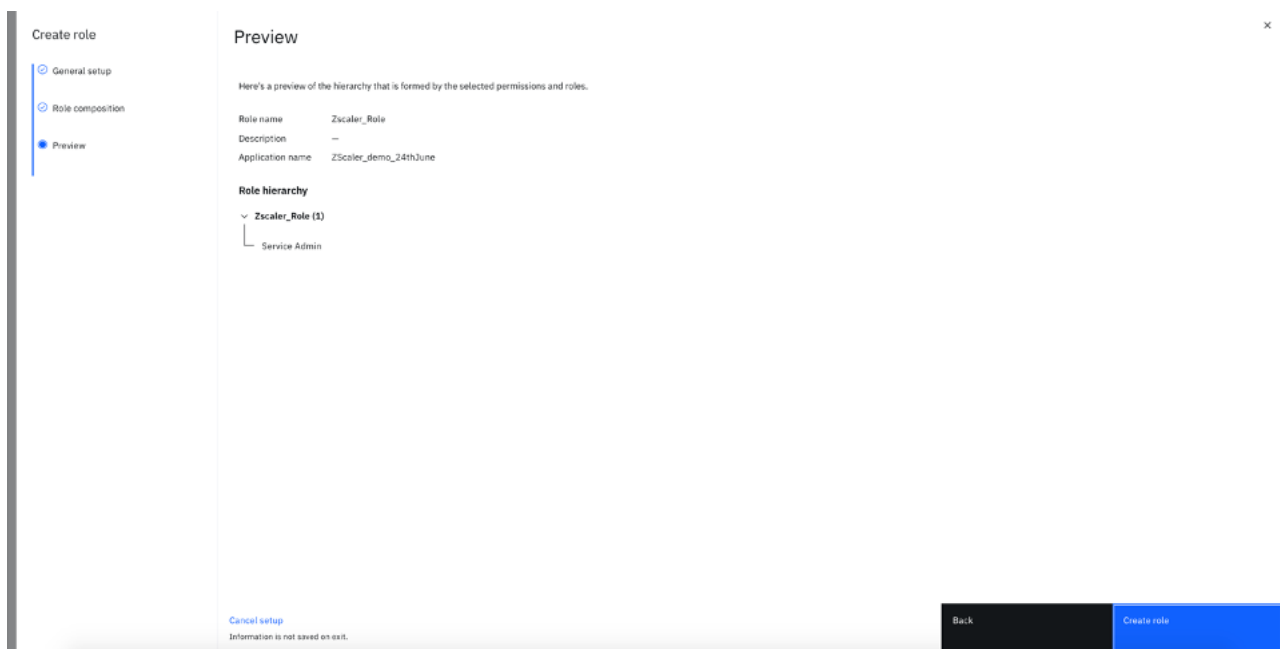 Create role
General setup
Role composition
Preview
Preview
×
Here's a preview of the hierarchy that is formed by the selected permissions and roles.
Role name Zscaler_Role
Description —
Application name ZScaler_demo_24thJune
Role hierarchy
Zscaler_Role (1)
Service Admin
Cancel setup
Information is not saved on exit.
Back
Create role